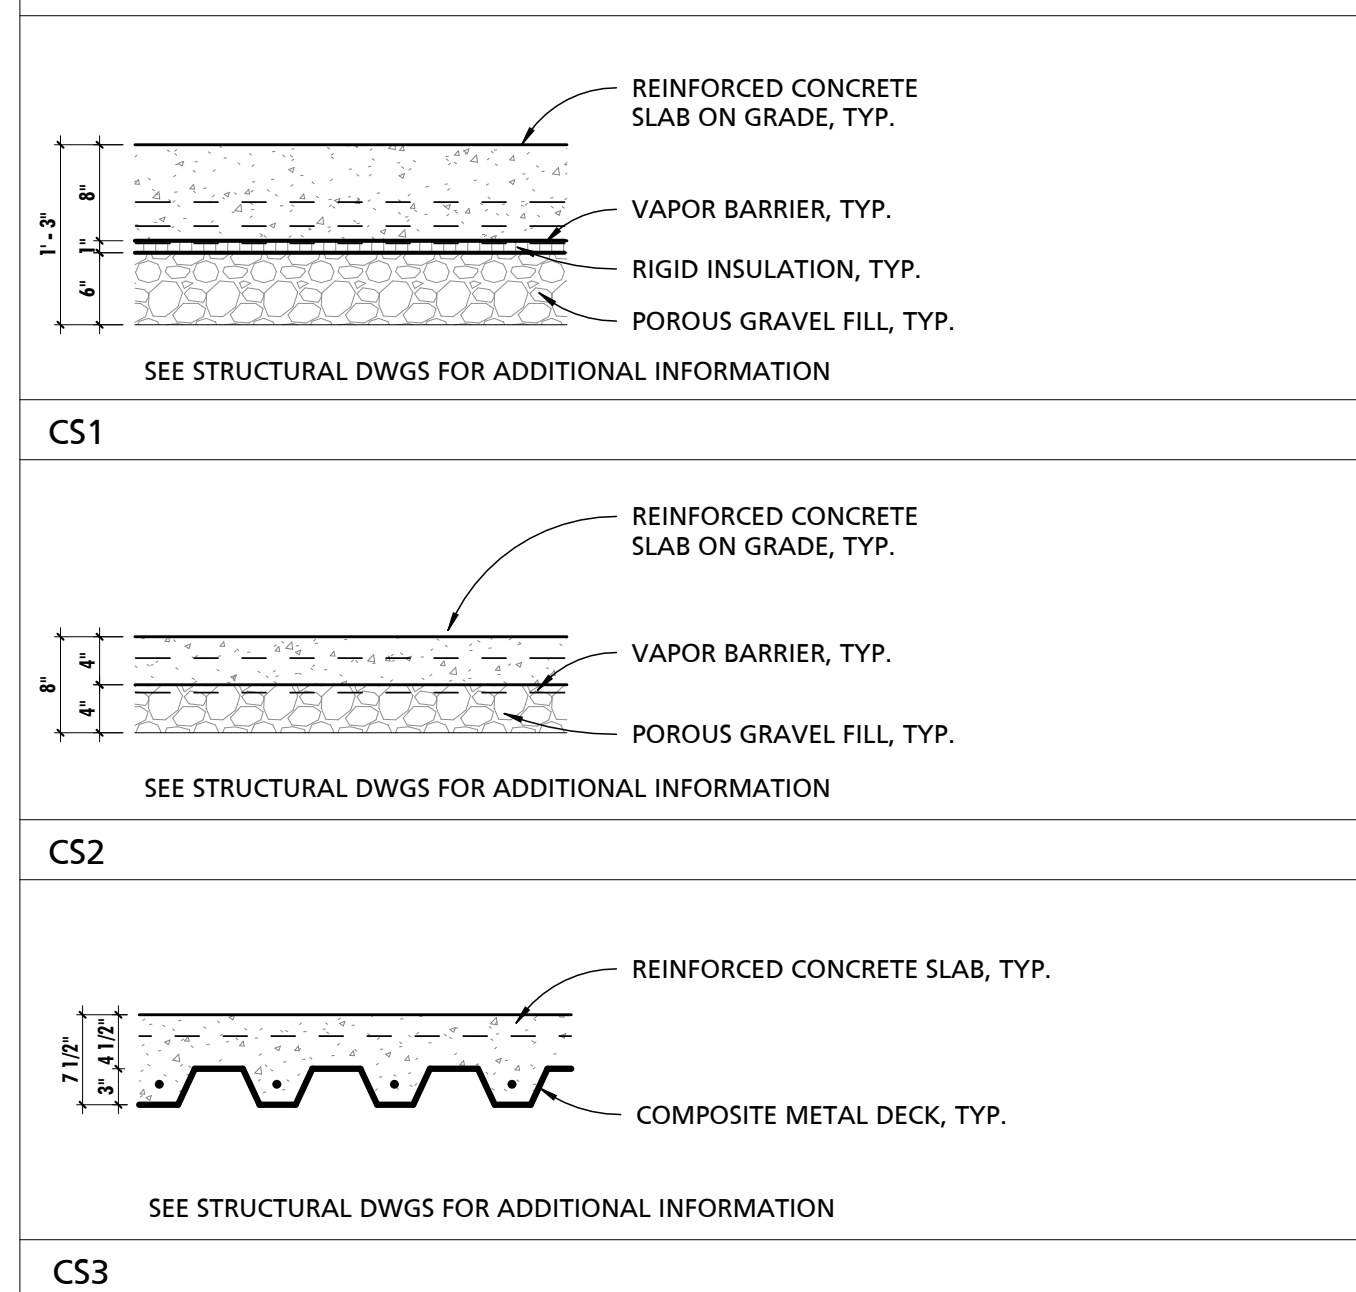 REINFORCED CONCRETE
SLAB ON GRADE, TYP.
8"
1' - 3"
VAPOR BARRIER, TYP.
1"
RIGID INSULATION, TYP.
6"
POROUS GRAVEL FILL, TYP.
SEE STRUCTURAL DWGS FOR ADDITIONAL INFORMATION
CS1
REINFORCED CONCRETE
SLAB ON GRADE, TYP.
4"
VAPOR BARRIER, TYP.
8"
4"
POROUS GRAVEL FILL, TYP.
SEE STRUCTURAL DWGS FOR ADDITIONAL INFORMATION
CS2
REINFORCED CONCRETE SLAB, TYP.
4 1/2"
7 1/2"
3"
COMPOSITE METAL DECK, TYP.
SEE STRUCTURAL DWGS FOR ADDITIONAL INFORMATION
CS3